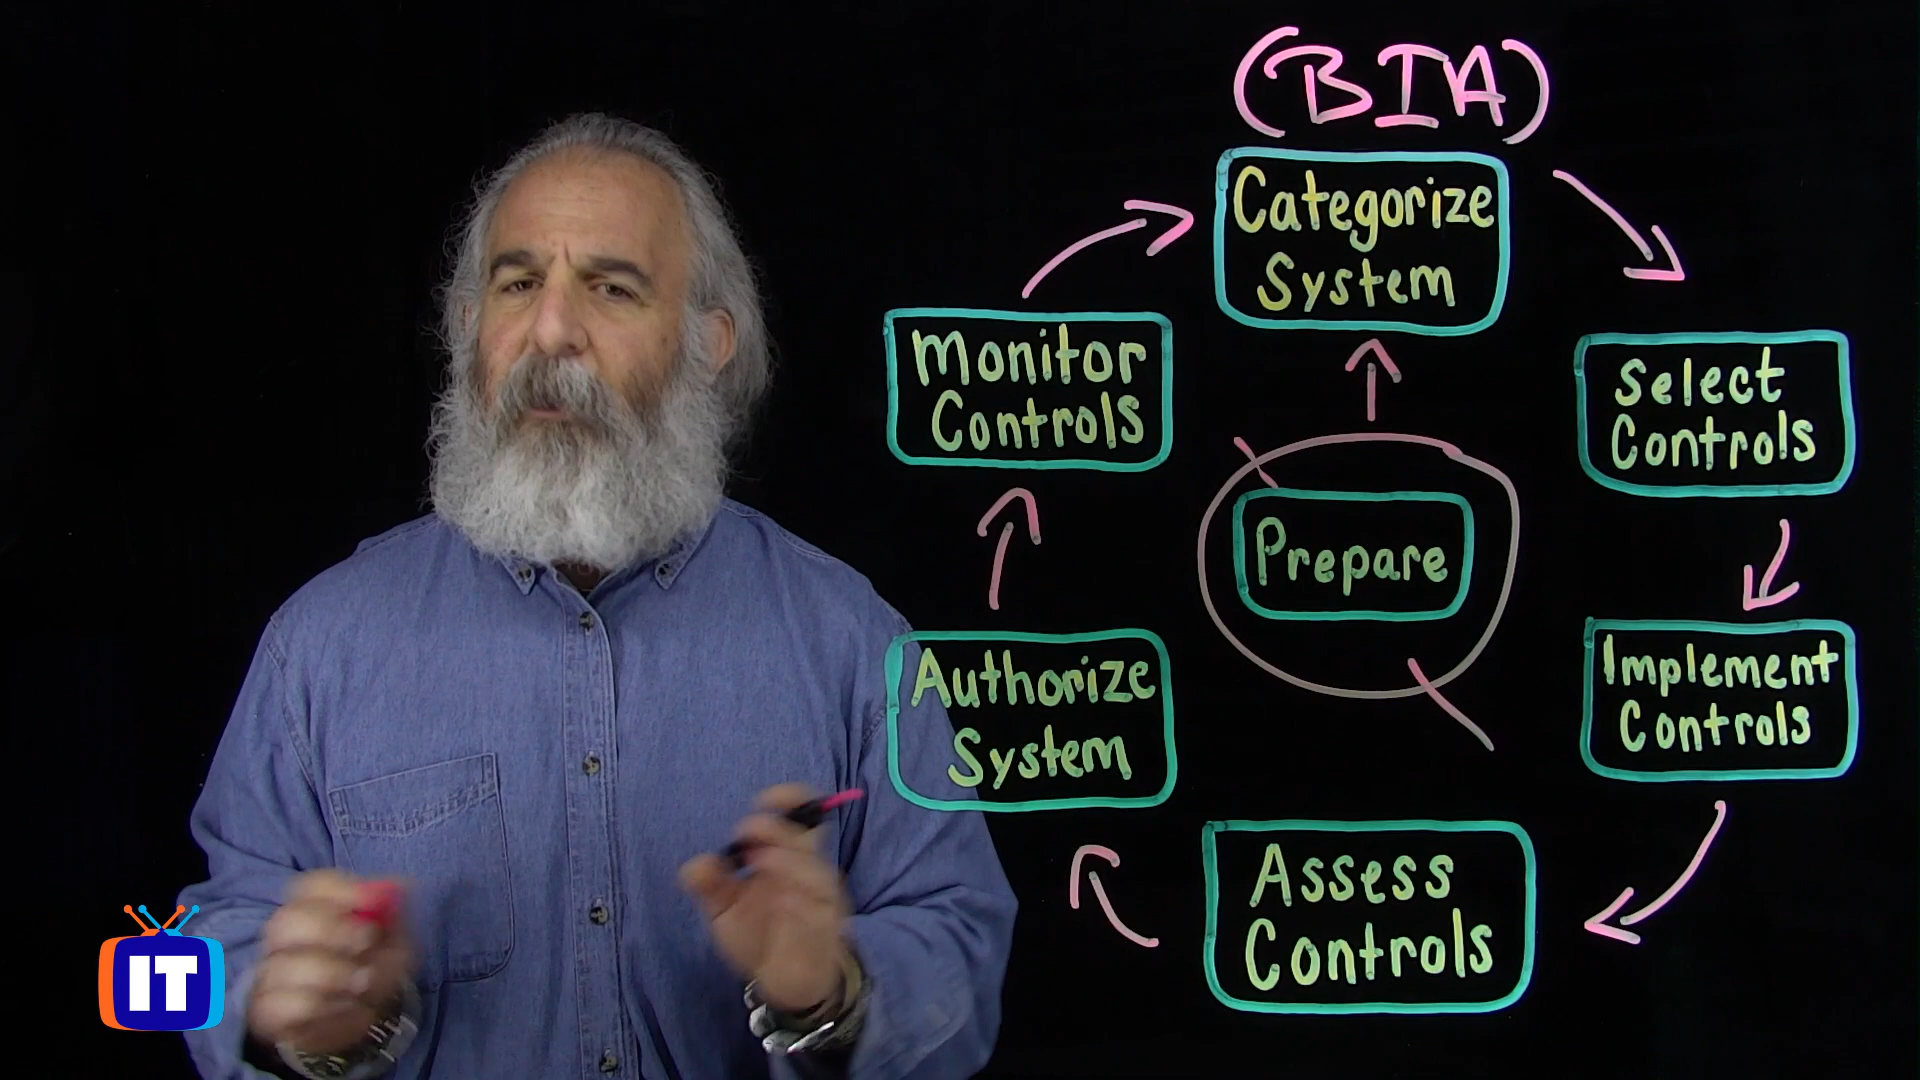 (BIA)
Categorize
System
Select
Controls
Implement
Controls
Assess
Controls
Authorize
System
Monitor
Controls
Prepare
IT